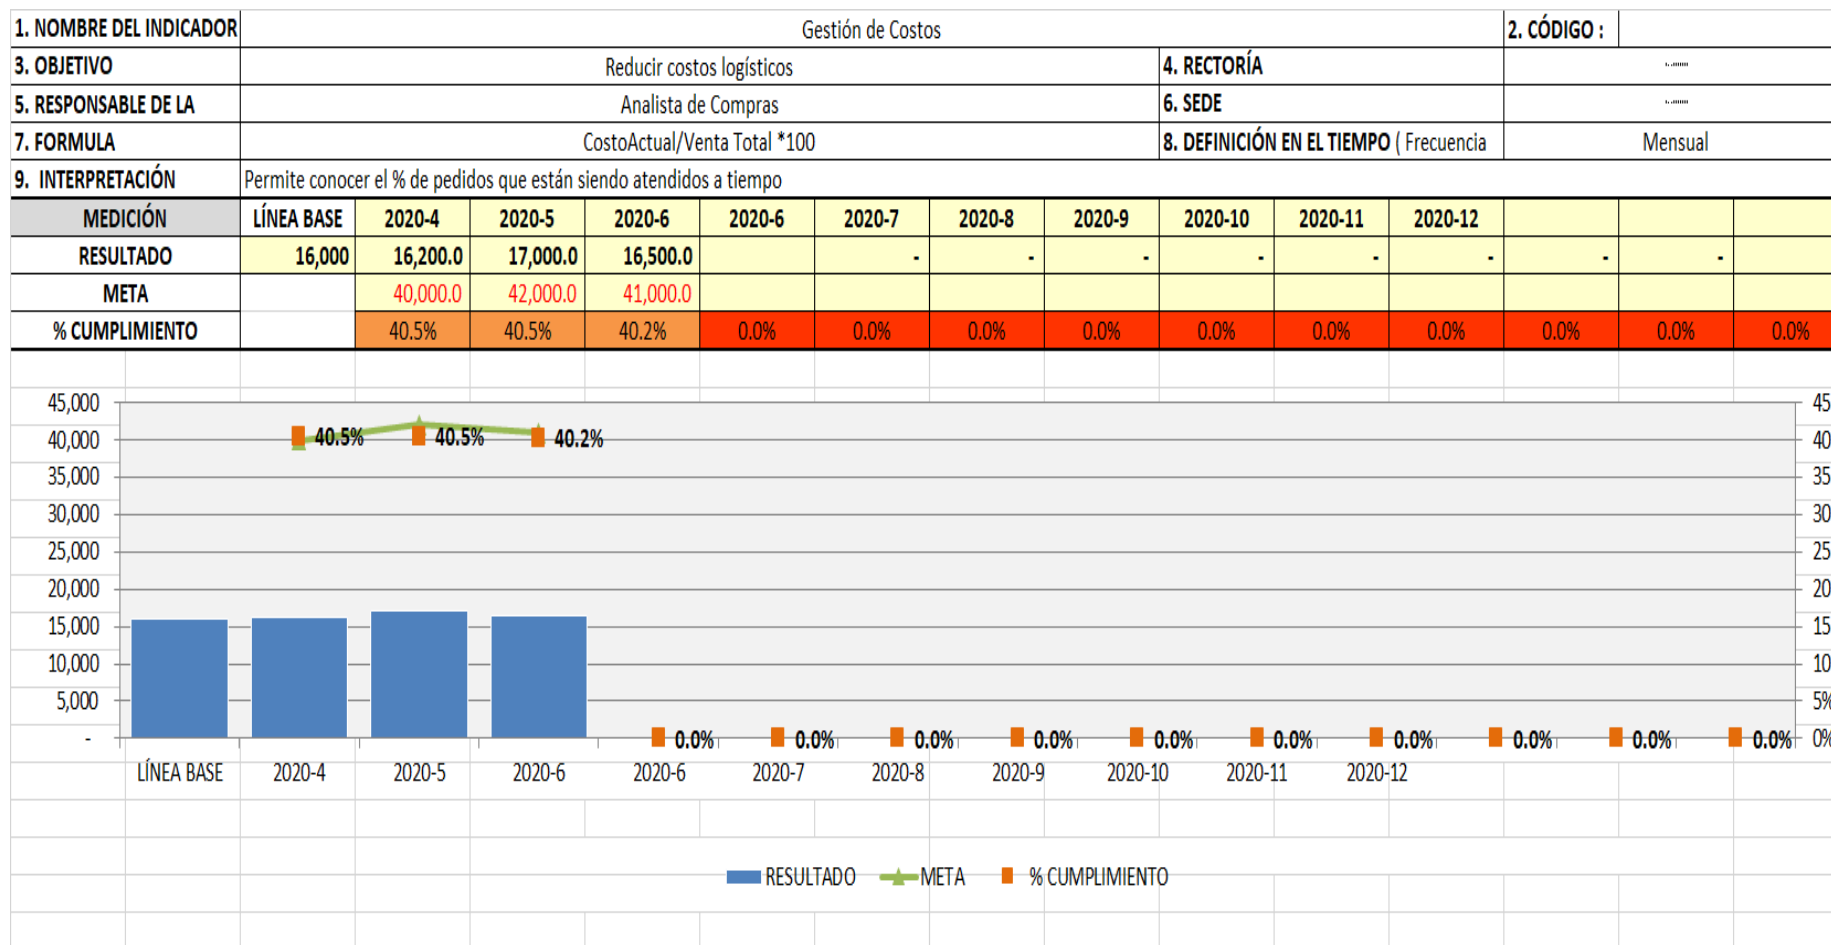 1. NOMBRE DEL INDICADOR Gestión de Costos 2. CÓDIGO :
3. OBJETIVO Reducir costos logísticos 4. RECTORÍA
5. RESPONSABLE DE LA Analista de Compras 6. SEDE
7. FORMULA CostoActual/Venta Total *100 8. DEFINICIÓN EN EL TIEMPO ( Frecuencia Mensual
9. INTERPRETACIÓN Permite conocer el % de pedidos que están siendo atendidos a tiempo
MEDICIÓN LÍNEA BASE 2020-4 2020-5 2020-6 2020-6 2020-7 2020-8 2020-9 2020-10 2020-11 2020-12
RESULTADO 16,000 16,200.0 17,000.0 16,500.0 - - - - - - - -
META 40,000.0 42,000.0 41,000.0
% CUMPLIMIENTO 40.5% 40.5% 40.2% 0.0% 0.0% 0.0% 0.0% 0.0% 0.0% 0.0% 0.0% 0.0% 0.0%
45,000 45
40,000 40.5% 40.5% 40.2% 40
35,000 35
30,000 30
25,000 25
20,000 20
15,000 15
10,000 10
5,000 5%
- 0.0% 0.0% 0.0% 0.0% 0.0% 0.0% 0.0% 0.0% 0.0% 0.0% 0%
LÍNEA BASE 2020-4 2020-5 2020-6 2020-6 2020-7 2020-8 2020-9 2020-10 2020-11 2020-12
RESULTADO META % CUMPLIMIENTO